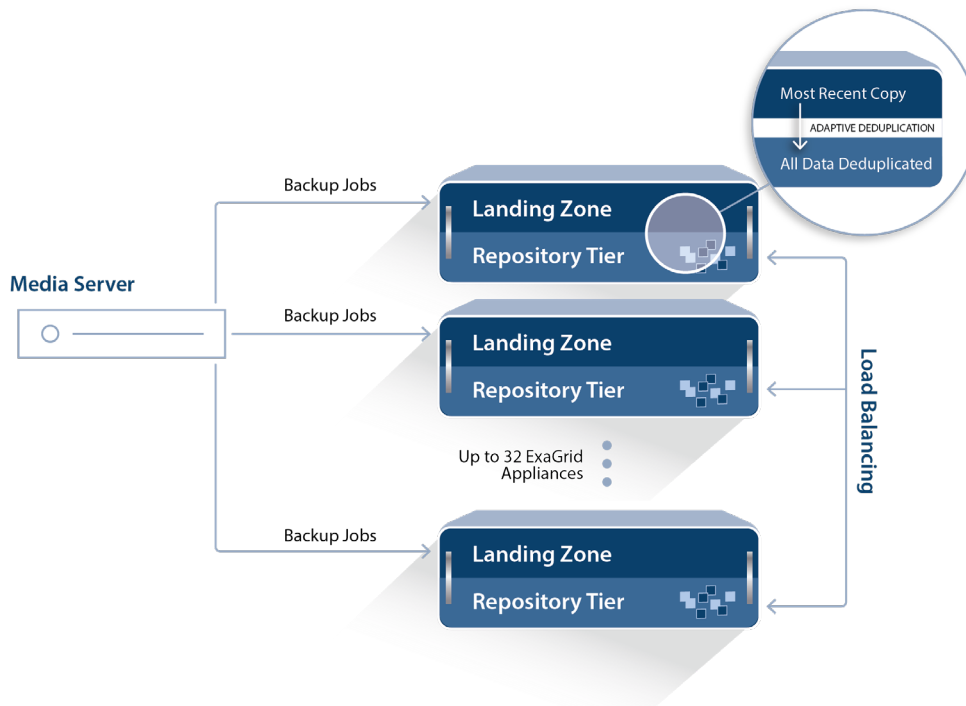 Most Recent Copy
ADAPTIVE DEDUPLICATION
All Data Deduplicated
Backup Jobs
Landing Zone
Repository Tier
Media Server
Backup Jobs
Landing Zone
Repository Tier
Load Balancing
Up to 32 ExaGrid
Appliances
Backup Jobs
Landing Zone
Repository Tier